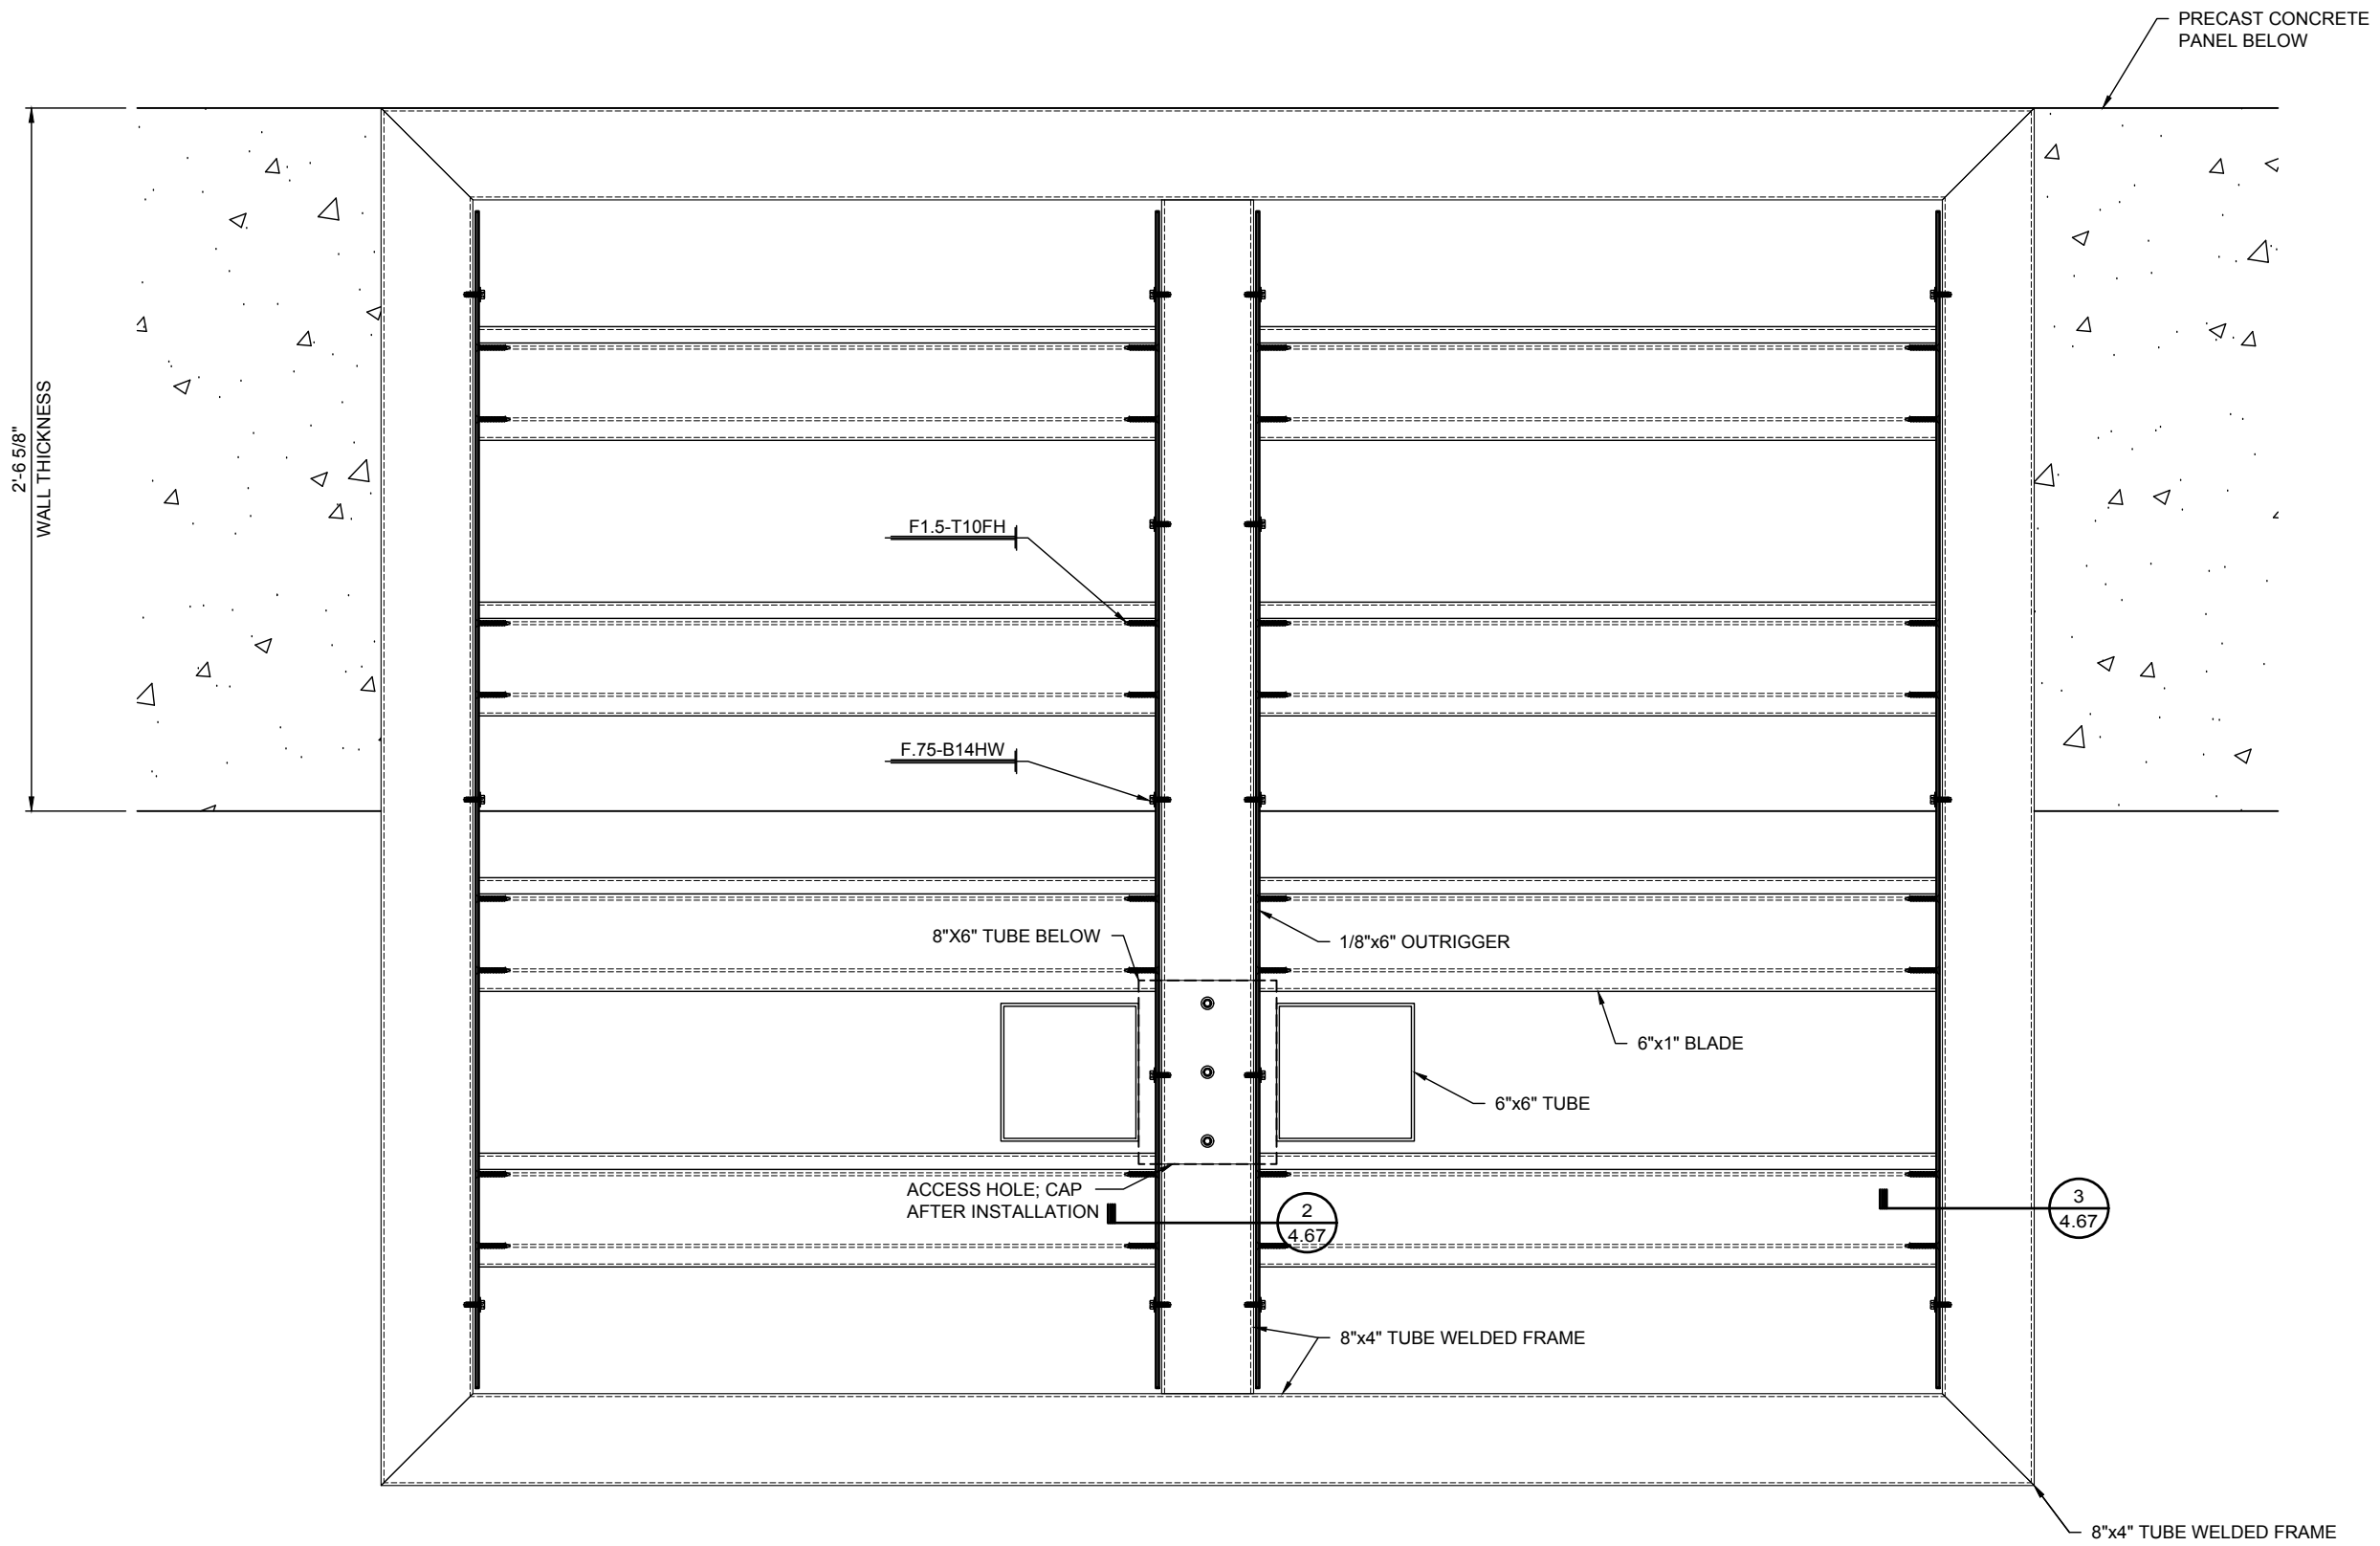 PRECAST CONCRETE
PANEL BELOW
2'-6 5/8"
WALL THICKNESS
F1.5-T10FH
F.75-B14HW
8"X6" TUBE BELOW
1/8"x6" OUTRIGGER
6"x1" BLADE
6"x6" TUBE
ACCESS HOLE; CAP
AFTER INSTALLATION
2
4.67
3
4.67
8"x4" TUBE WELDED FRAME
8"x4" TUBE WELDED FRAME